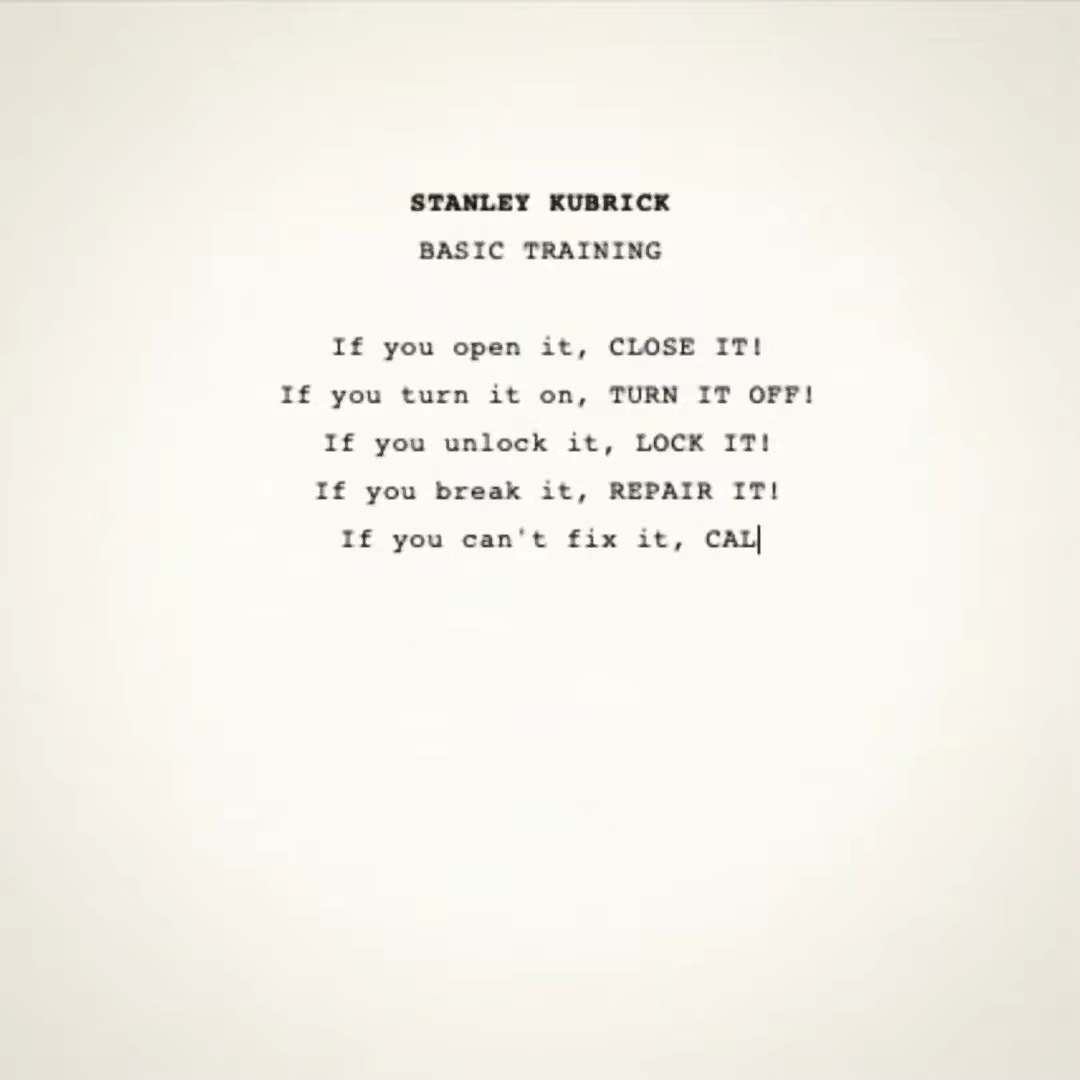 STANLEY KUBRICK
BASIC TRAINING
If you open it, CLOSE IT!
If you turn it on, TURN IT OFF!
If you unlock it, LOCK IT!
If you break it, REPAIR IT!
If you can't fix it, CAL